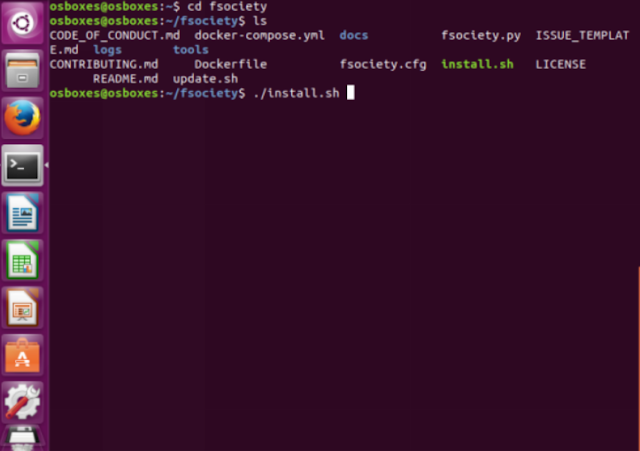 osboxes@osboxes:~$ cd fsociety
osboxes@osboxes:~/fsociety$ ls
CODE_OF_CONDUCT.md  docker-compose.yml  docs          fsociety.py  ISSUE_TEMPLAT
E.md  logs       tools
CONTRIBUTING.md     Dockerfile          fsociety.cfg  install.sh   LICENSE
      README.md  update.sh
osboxes@osboxes:~/fsociety$ ./install.sh